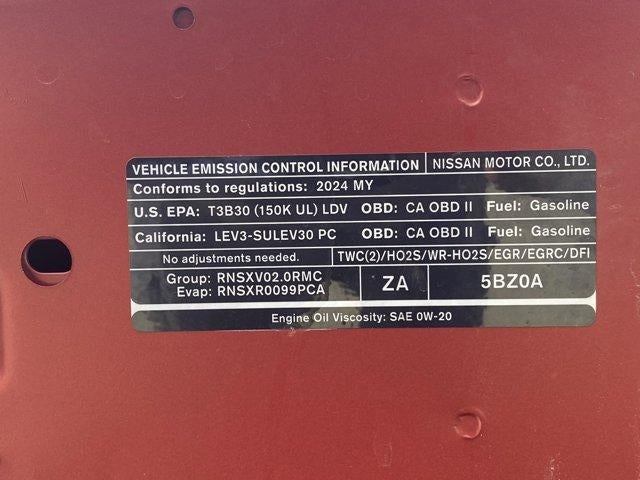 VEHICLE EMISSION CONTROL INFORMATION NISSAN MOTOR CO., LTD.
Conforms to regulations: 2024 MY
U.S. EPA: T3B30 (150K UL) LDV OBD: CA OBD II Fuel: Gasoline
California: LEV3-SULEV30 PC OBD: CA OBD II Fuel: Gasoline
No adjustments needed. TWC(2)/HO2S/WR-HO2S/EGR/EGRC/DFI
Group: RNSXV02.0RMC
Evap: RNSXR0099PCA
ZA
5BZ0A
Engine Oil Viscosity: SAE 0W-20